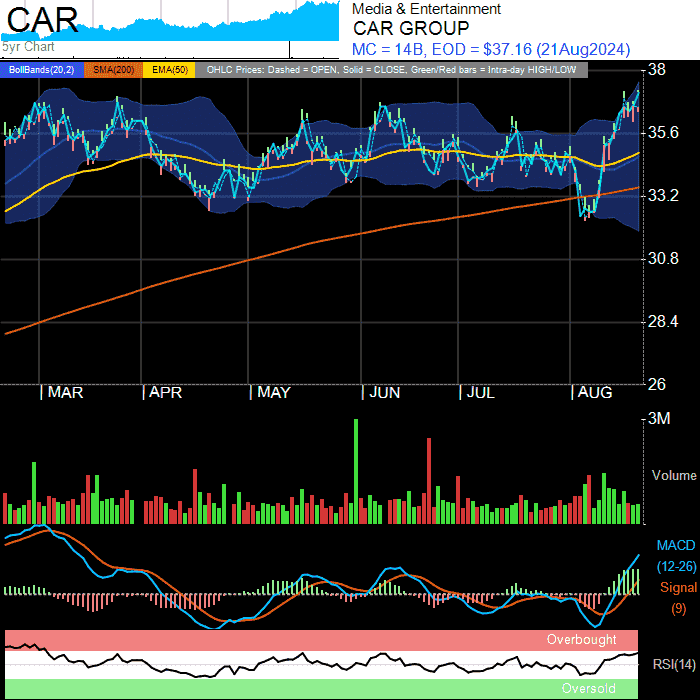 CAR
5yr Chart
Media & Entertainment
CAR GROUP
MC = 14B, EOD = $37.16 (21Aug2024)
BollBands(20,2) SMA(200) EMA(50) OHLC Prices: Dashed = OPEN, Solid = CLOSE, Green/Red bars = Intra-day HIGH/LOW
38
35.6
33.2
30.8
28.4
26
MAR APR MAY JUN JUL AUG
3M
Volume
MACD
(12-26)
Signal
(9)
Overbought
RSI(14)
Oversold